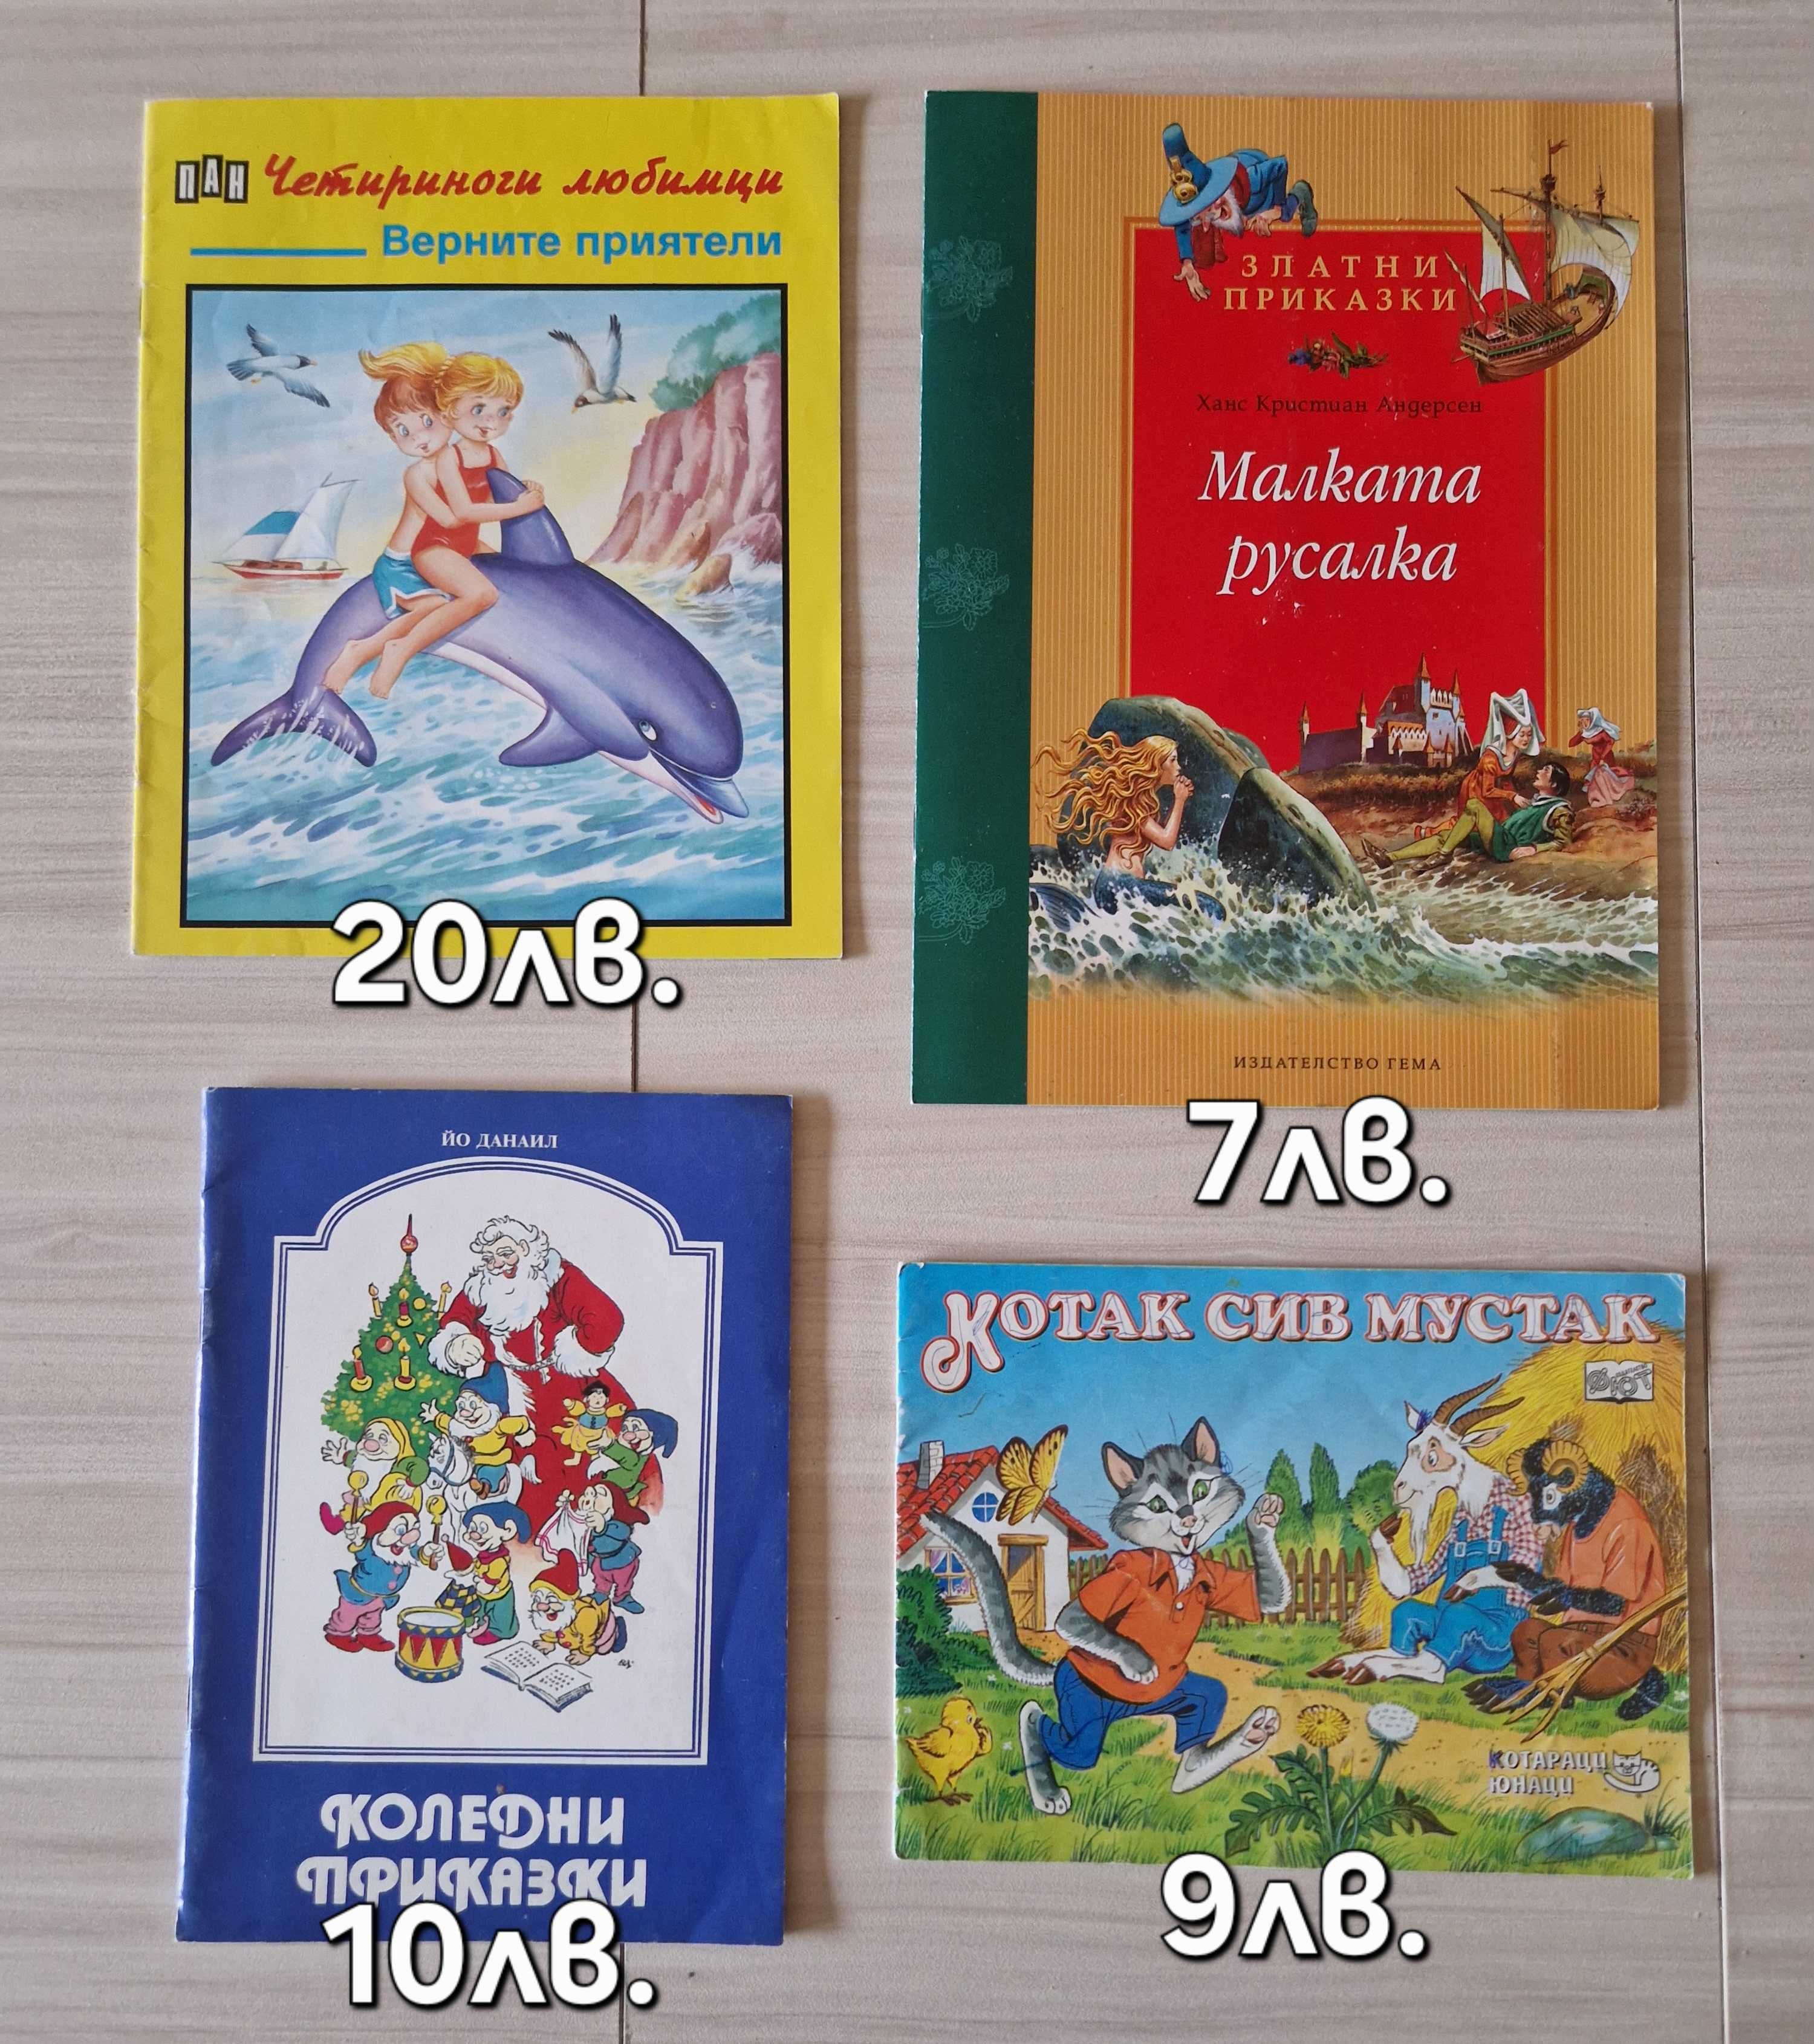 ПАН Четириноги любимци
Верните приятели
20лв.
ЗЛАТНИ
ПРИКАЗКИ
Ханс Кристиан Андерсен
Малката
русалка
ИЗДАТЕЛСТВО ГЕМА
7лв.
ЙО ДАНАИЛ
КОЛЕДНИ
ПРИКАЗКИ
10лв.
КОТАК СИВ МУСТАК
ФЮТ
КОТАРАЦИ
ЮНАЦИ
9лв.